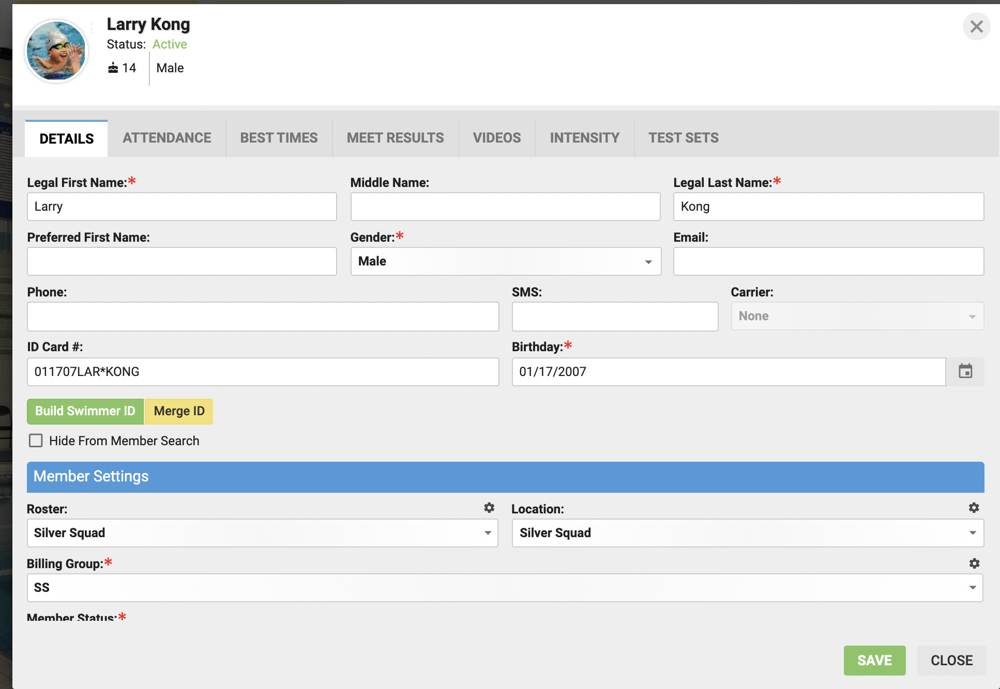 Larry Kong
Status: Active
14 Male
DETAILS ATTENDANCE BEST TIMES MEET RESULTS VIDEOS INTENSITY TEST SETS
Legal First Name:* Middle Name: Legal Last Name:*
Larry Kong
Preferred First Name: Gender:* Email:
Male
Phone: SMS: Carrier:
None
ID Card #: Birthday:*
011707LAR*KONG 01/17/2007
Build Swimmer ID Merge ID
Hide From Member Search
Member Settings
Roster: Location:
Silver Squad Silver Squad
Billing Group:*
SS
Member Status:*
SAVE CLOSE